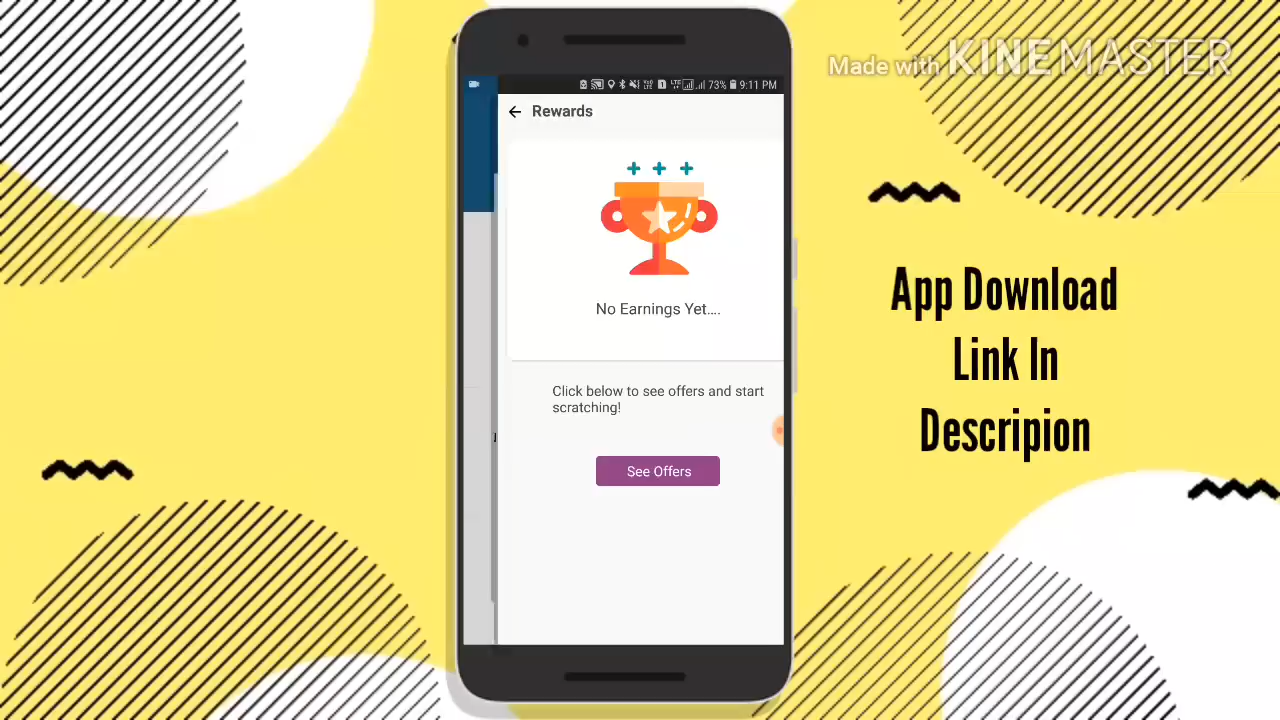 Made with KINEMASTER
73% 9:11 PM
Rewards
No Earnings Yet....
Click below to see offers and start
scratching!
See Offers
App Download
Link In
Descripion